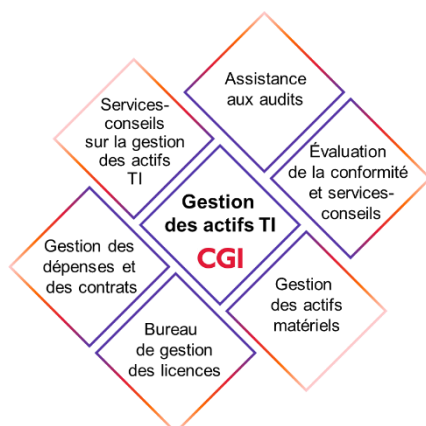 Assistance
aux audits
Services-
conseils
sur la gestion
des actifs
TI
Évaluation
de la conformité
et services-
conseils
Gestion
des actifs TI
CGI
Gestion des
dépenses et
des contrats
Gestion
des actifs
matériels
Bureau
de gestion
des licences